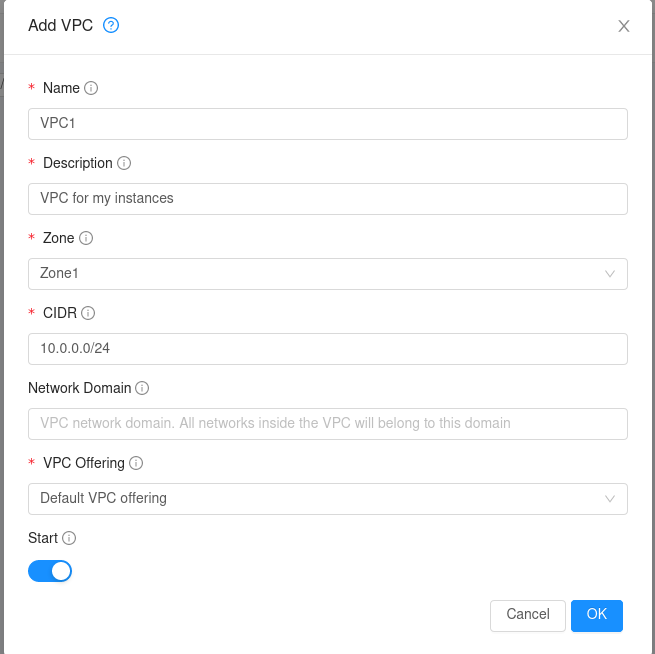 Add VPC
* Name
VPC1
* Description
VPC for my instances
* Zone
Zone1
* CIDR
10.0.0.0/24
Network Domain
VPC network domain. All networks inside the VPC will belong to this domain
* VPC Offering
Default VPC offering
Start
Cancel OK